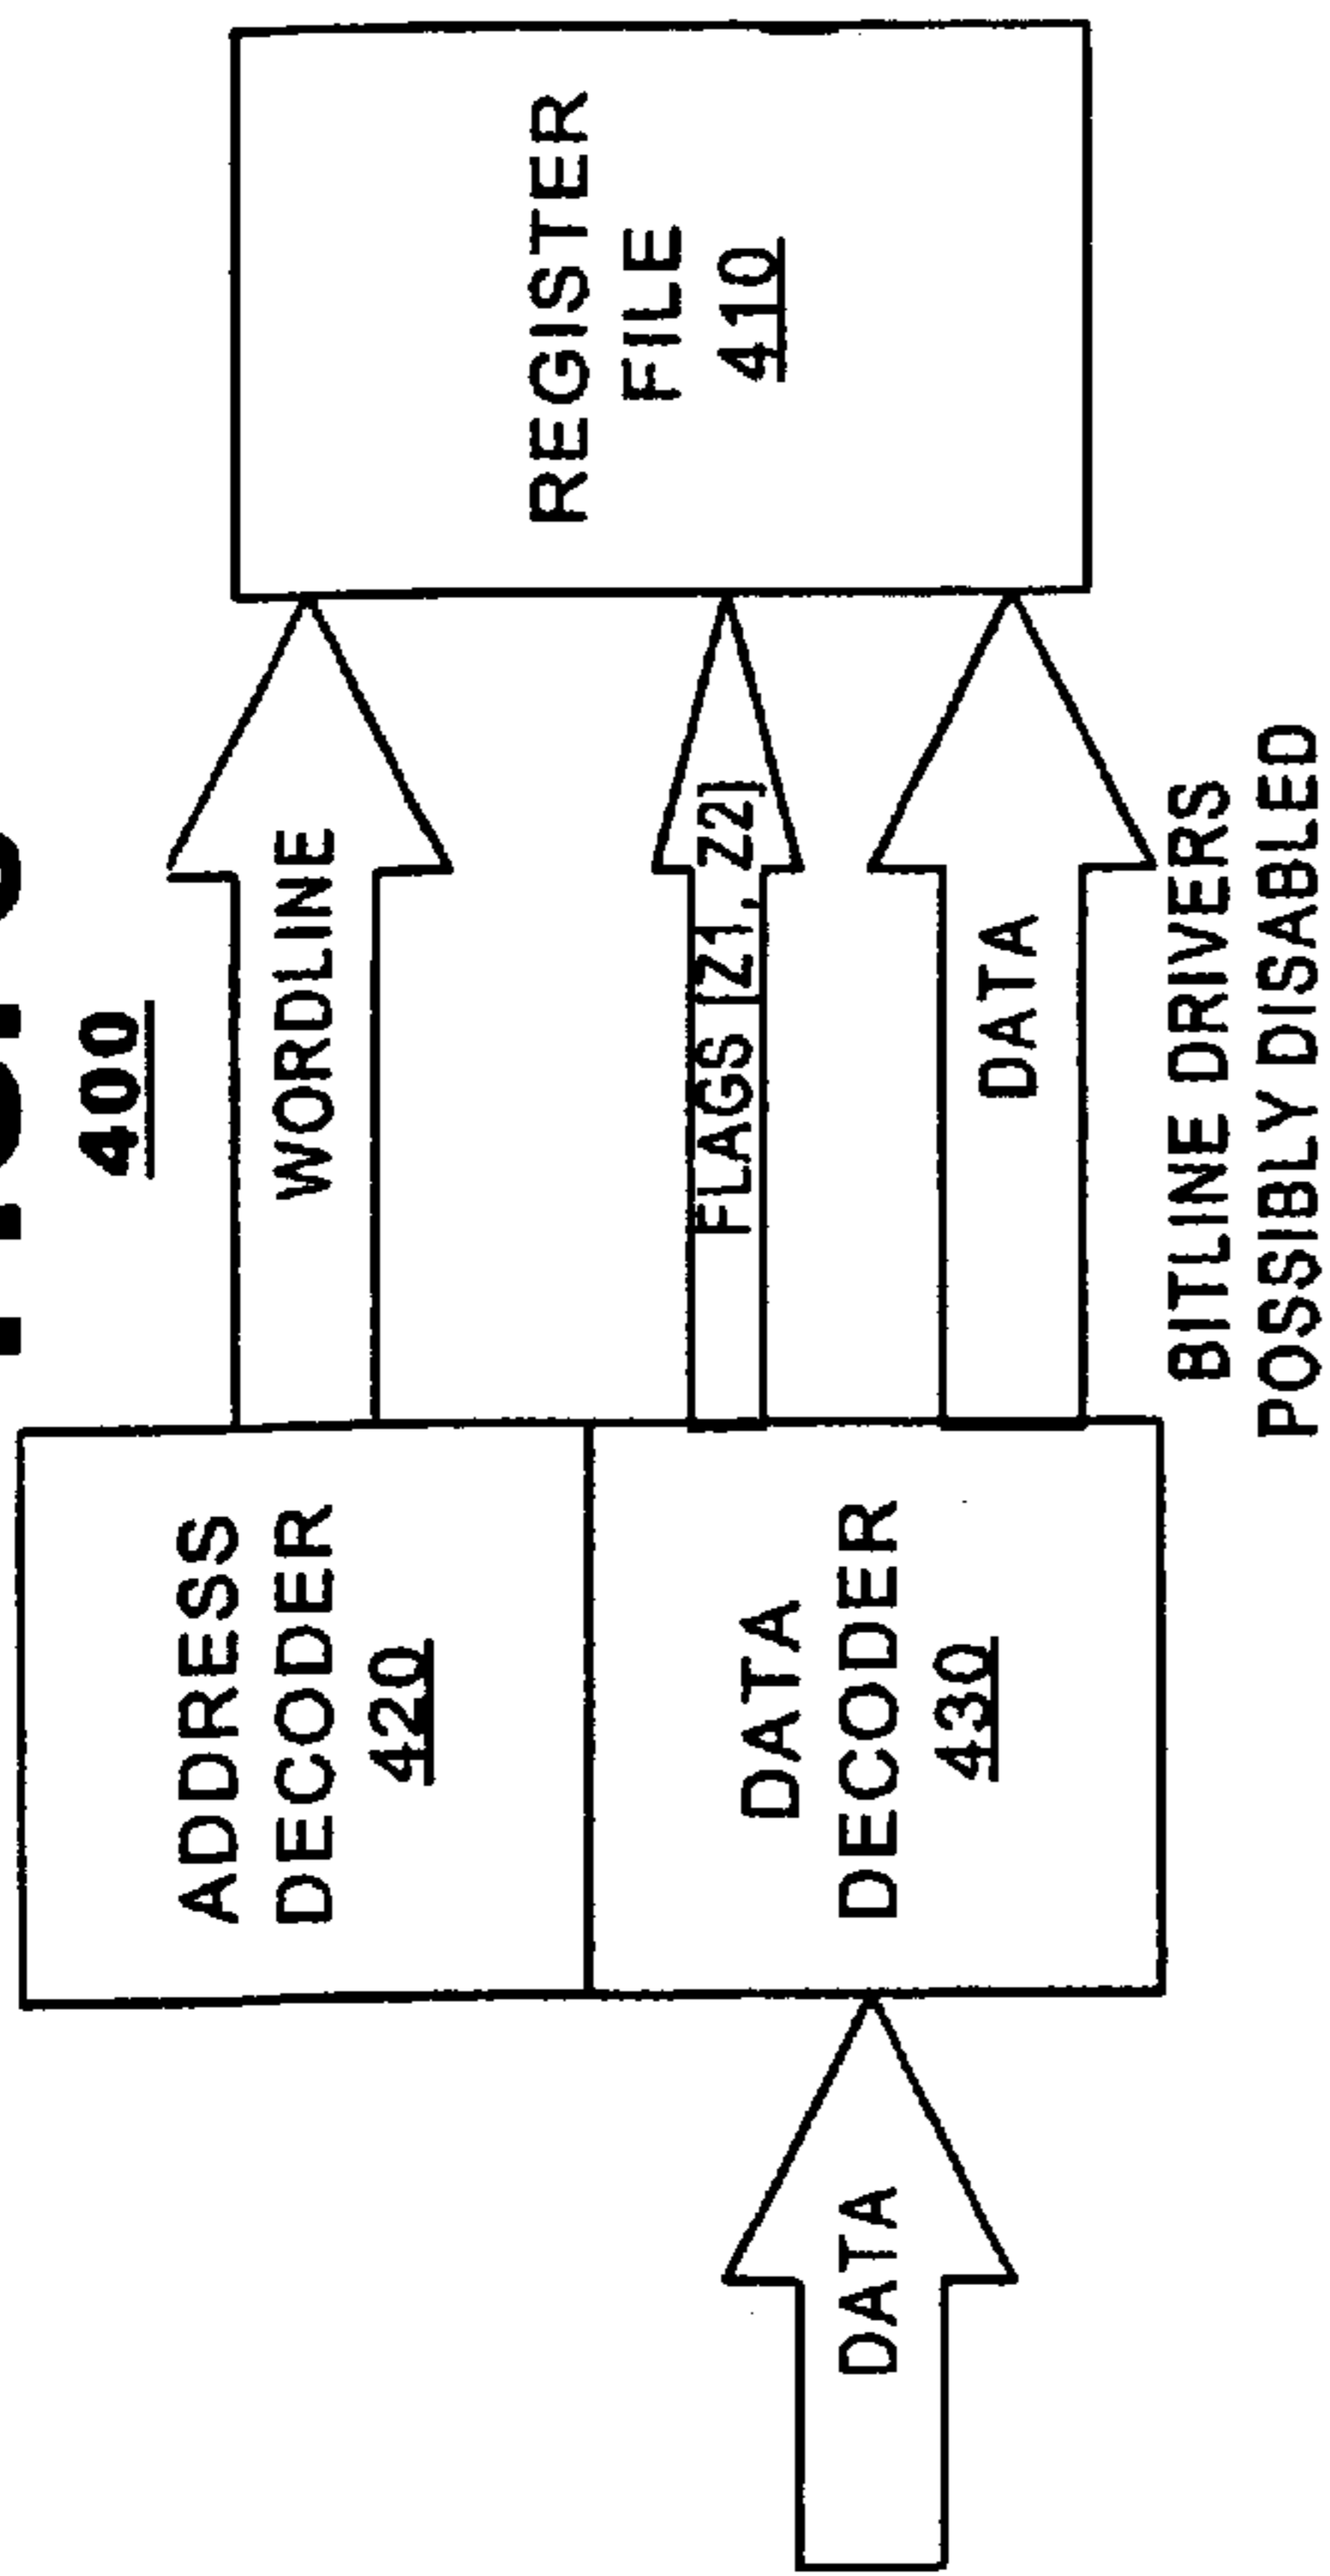 400
ADDRESS
DECODER
420
DATA
DECODER
430
DATA
WORDLINE
FLAGS [Z1, Z2]
DATA
BITLINE DRIVERS
POSSIBLY DISABLED
REGISTER
FILE
410